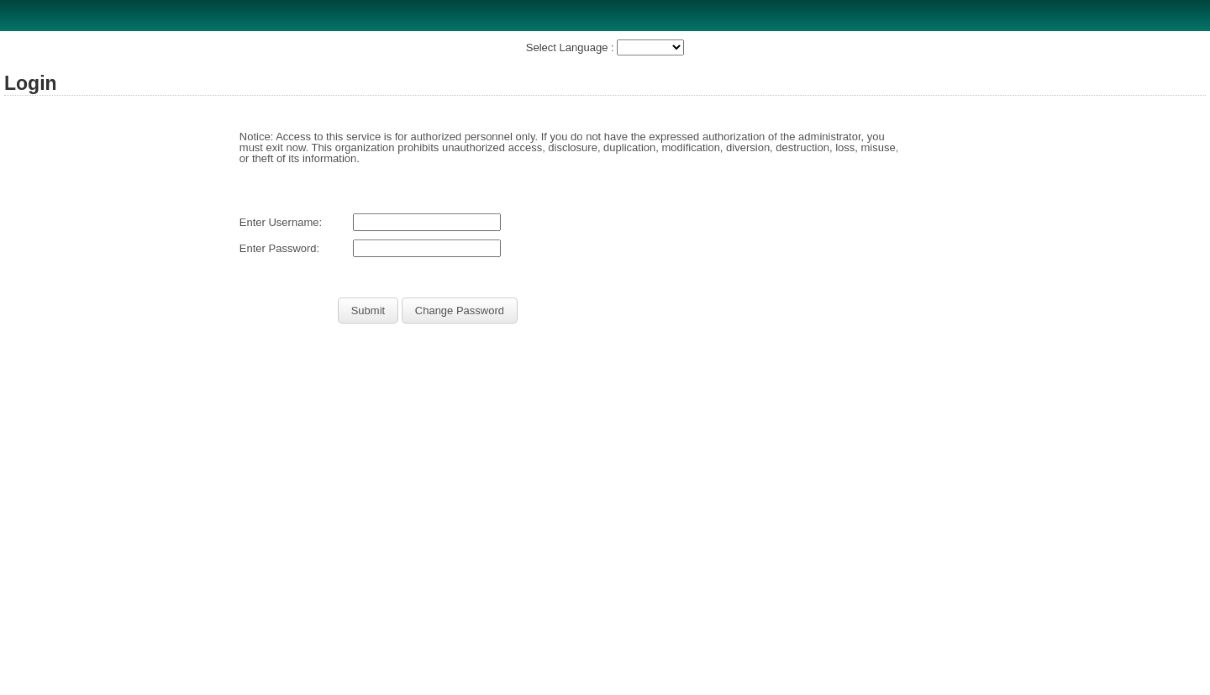 Select Language :
Login
Notice: Access to this service is for authorized personnel only. If you do not have the expressed authorization of the administrator, you
must exit now. This organization prohibits unauthorized access, disclosure, duplication, modification, diversion, destruction, loss, misuse,
or theft of its information.
Enter Username:
Enter Password:
Submit Change Password